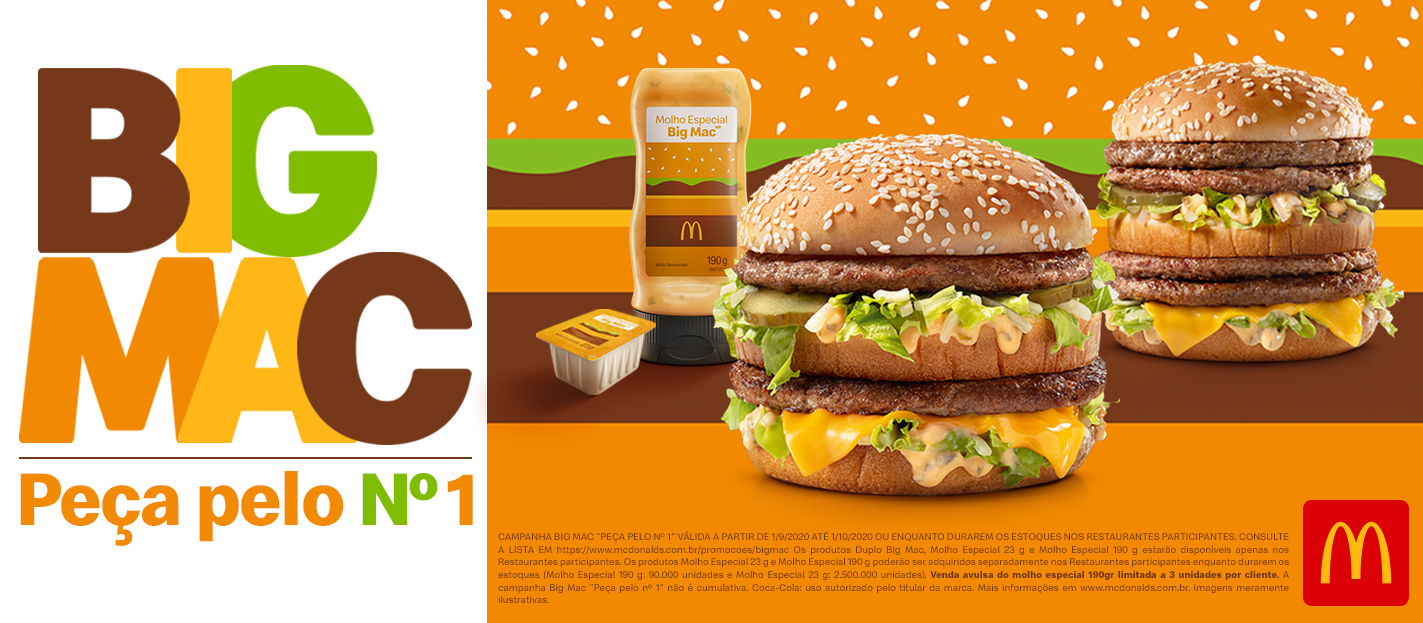 BIG
MAC
Peça pelo Nº 1
Molho Especial
Big Mac
190 g
CAMPANHA BIG MAC "PEÇA PELO Nº 1" VÁLIDA A PARTIR DE 1/9/2020 ATÉ 1/10/2020 OU ENQUANTO DURAREM OS ESTOQUES NOS RESTAURANTES PARTICIPANTES. CONSULTE
A LISTA EM https://www.mcdonalds.com.br/promocoes/bigmac Os produtos Duplo Big Mac, Molho Especial 23 g e Molho Especial 190 g estarão disponíveis apenas nos
Restaurantes participantes. Os produtos Molho Especial 23 g e Molho Especial 190 g poderão ser adquiridos separadamente nos Restaurantes participantes enquanto durarem os
estoques (Molho Especial 190 g: 90.000 unidades e Molho Especial 23 g: 2.500.000 unidades). Venda avulsa do molho especial 190gr limitada a 3 unidades por cliente. A
campanha Big Mac "Peça pelo nº 1" não é cumulativa. Coca-Cola: uso autorizado pelo titular da marca. Mais informações em www.mcdonalds.com.br. Imagens meramente
ilustrativas.